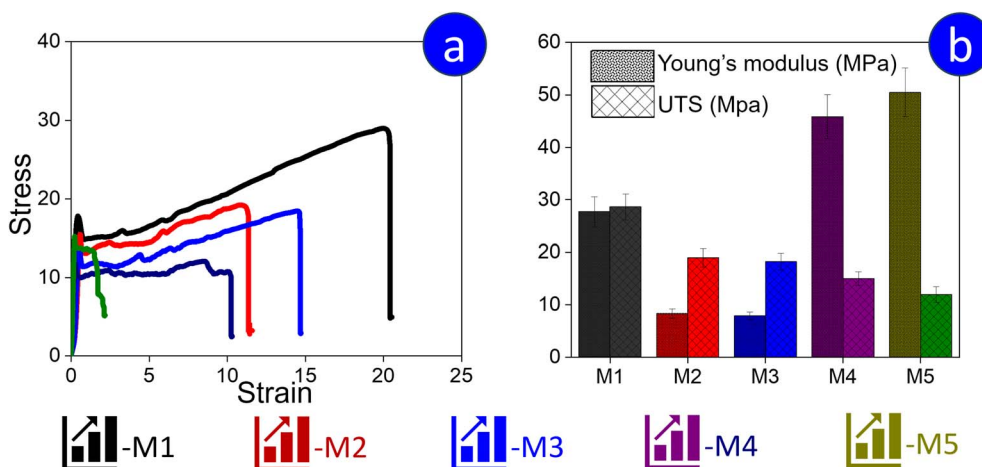 a
40
30
20
10
0
Stress
0 5 10 15 20 25
Strain
b
60
50
40
30
20
10
0
Young's modulus (MPa)
UTS (Mpa)
M1 M2 M3 M4 M5
-M1 -M2 -M3 -M4 -M5